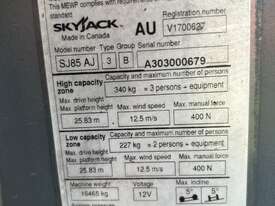 This MEWP complies with requirements
SKYJACK
Made in Canada
AU
Registration number
V1700627
Model
Type
Group
Serial number
SJ85 AJ
3
B
A303000679
High capacity zone
Capacity and maximum number of persons
340 kg = 3 persons + equipment
Max. drive height
Max. platform height
Max. wind speed
Max. manual force
25.83 m
12.5 m/s
400 N
Low capacity zone
Capacity and maximum number of persons
227 kg = 2 persons + equipment
Max. drive height
Max. platform height
Max. wind speed
Max. manual force
25.83 m
12.5 m/s
400 N
Machine weight
Voltage
Max. incline
16465 kg
12V
5°
5°